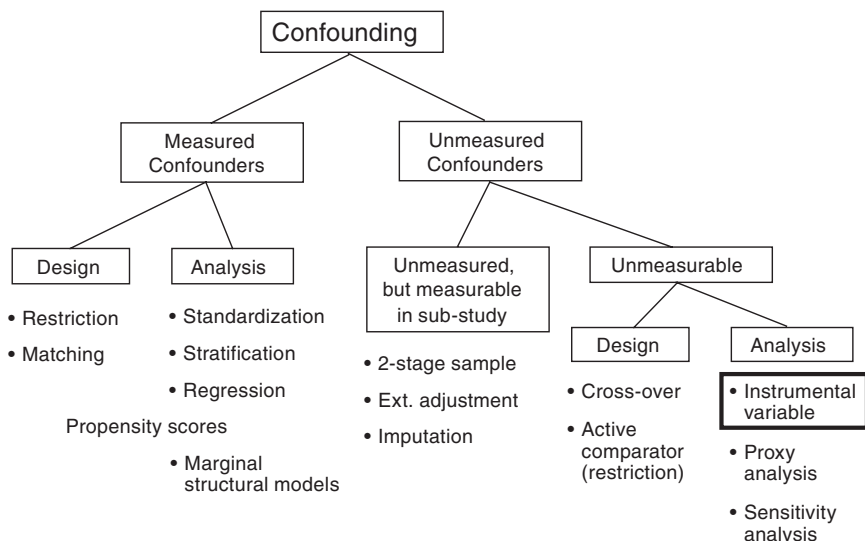 Confounding
Measured
Confounders
Unmeasured
Confounders
Design
• Restriction
• Matching
Analysis
• Standardization
• Stratification
• Regression
Propensity scores
• Marginal
structural models
Unmeasured,
but measurable
in sub-study
• 2-stage sample
• Ext. adjustment
• Imputation
Unmeasurable
Design
• Cross-over
• Active
comparator
(restriction)
Analysis
• Instrumental
variable
• Proxy
analysis
• Sensitivity
analysis